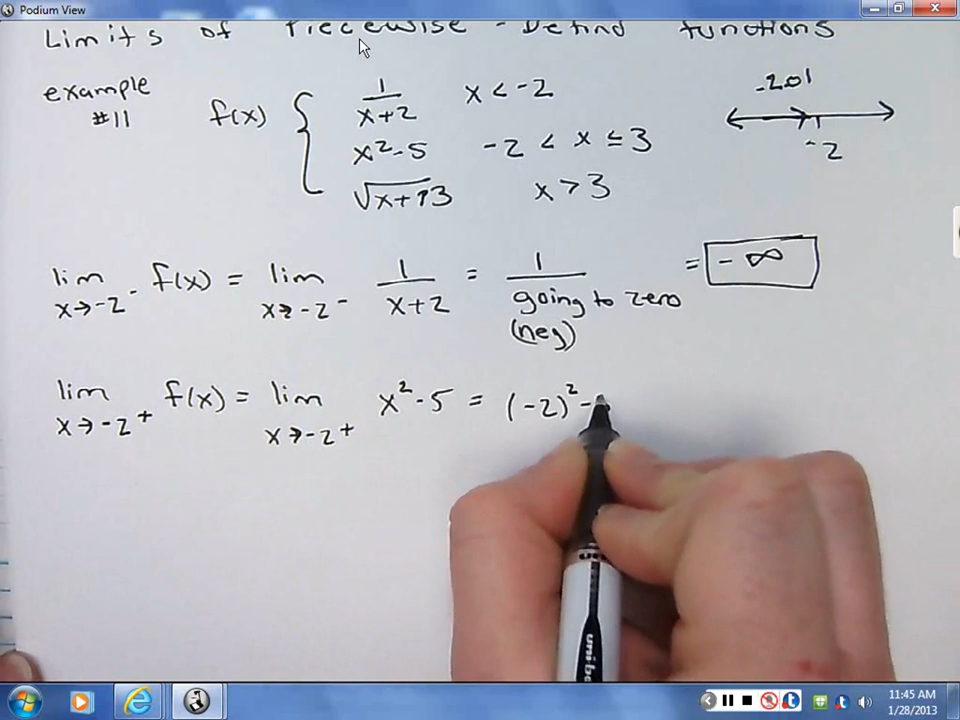 Podium View
Limits of Piecewise - Defind functions
example
#11
f(x) { 1/x+2 x < -2
x²-5 -2 < x ≤ 3
√x+13 x > 3
-2.01
-2
lim x→-2⁻ f(x) = lim x→-2⁻ 1/x+2 = 1/going to zero (neg) = -∞
lim x→-2⁺ f(x) = lim x→-2⁺ x²-5 = (-2)²-
uni
11:45 AM
1/28/2013